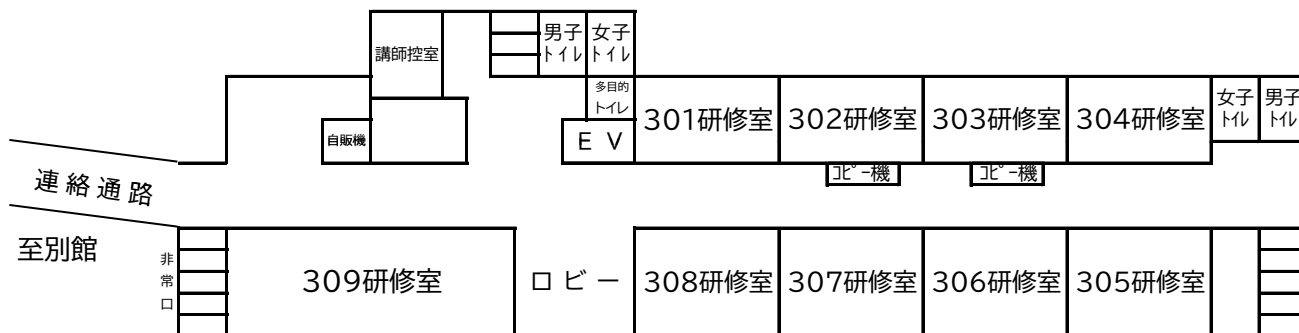 講師控室
男子
トイレ
女子
トイレ
多目的
トイレ
自販機
E V
301研修室
302研修室
303研修室
304研修室
女子
トイレ
男子
トイレ
コピー機
コピー機
連絡通路
至別館
非常口
309研修室
ロビー
308研修室
307研修室
306研修室
305研修室